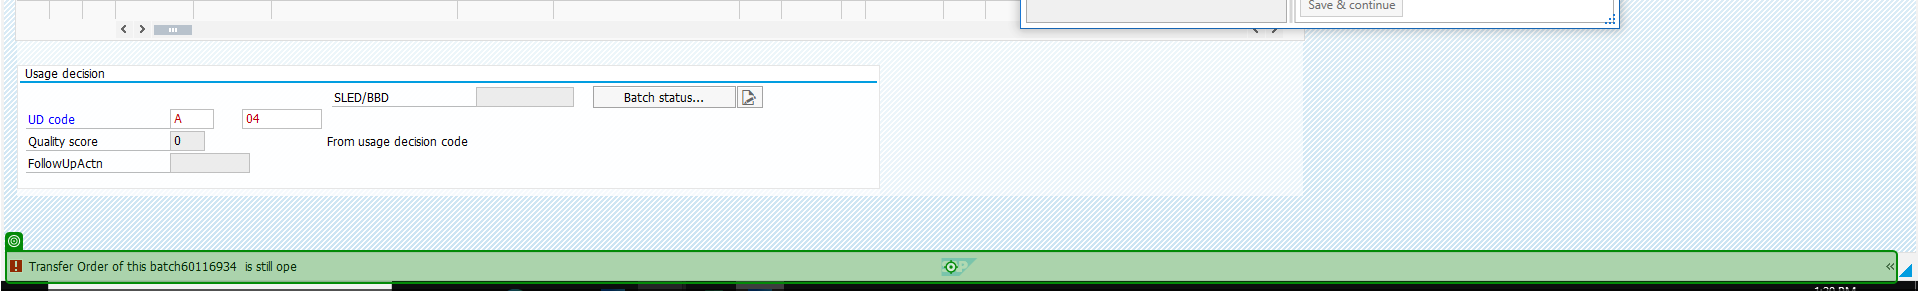 Save & continue
Usage decision
SLED/BBD Batch status...
UD code A 04
Quality score 0 From usage decision code
FollowUpActn
Transfer Order of this batch60116934 is still ope